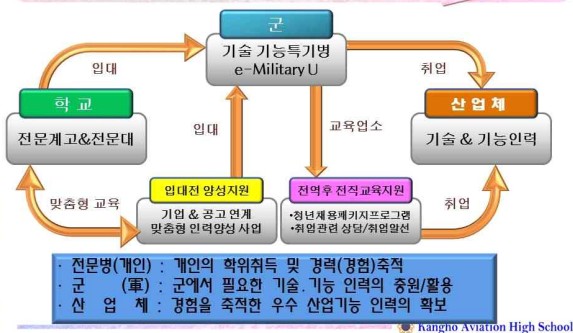 군
기술 기능특기병
e-Military U
입대
취업
학교
전문계고&전문대
산업체
기술 & 기능인력
입대
교육업소
맞춤형 교육
입대전 양성지원
기업 & 공고 연계
맞춤형 인력양성 사업
전역후 전직교육지원
•청년채용패키지프로그램
•취업관련 상담/취업알선
취업
· 전문병(개인) : 개인의 학위취득 및 경력(경험)축적
· 군 (軍) : 군에서 필요한 기술.기능 인력의 충원/활용
· 산 업 체 : 경험을 축적한 우수 산업기능 인력의 확보
Kangho Aviation High School